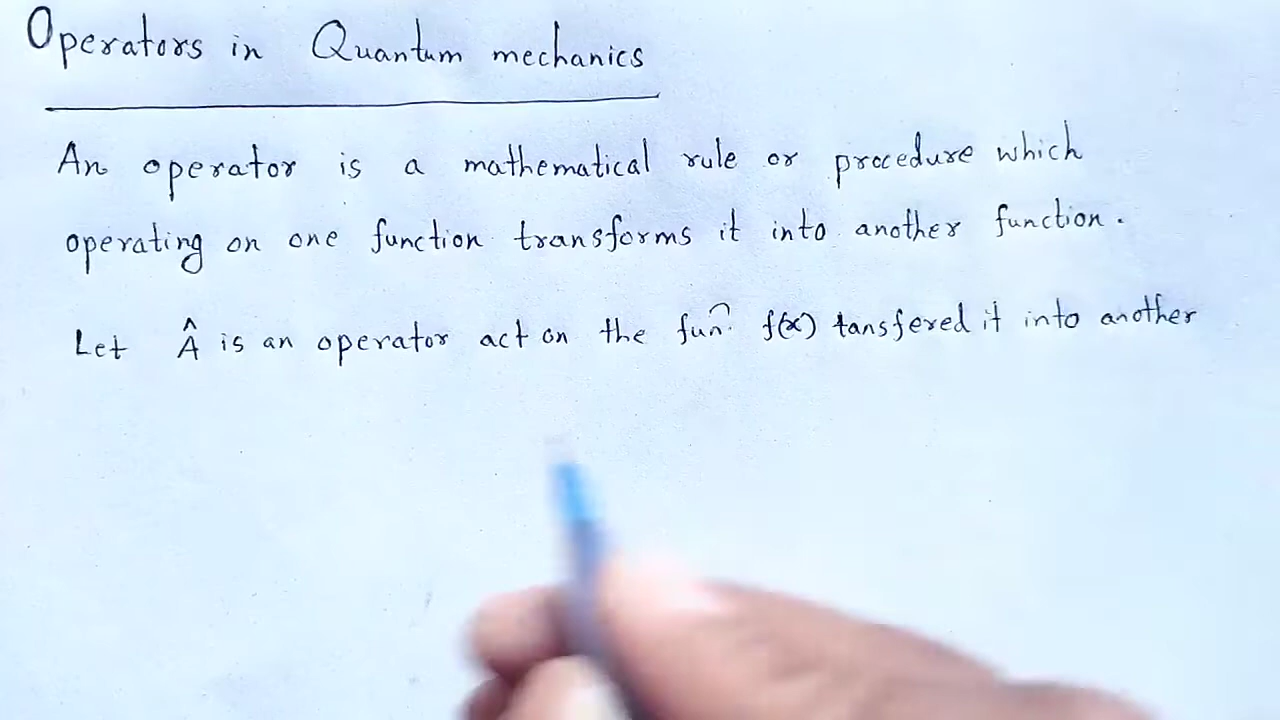 Operators in Quantum mechanics
An operator is a mathematical rule or procedure which
operating on one function transforms it into another function.
Let Â is an operator act on the fun. f(x) tansfered it into another